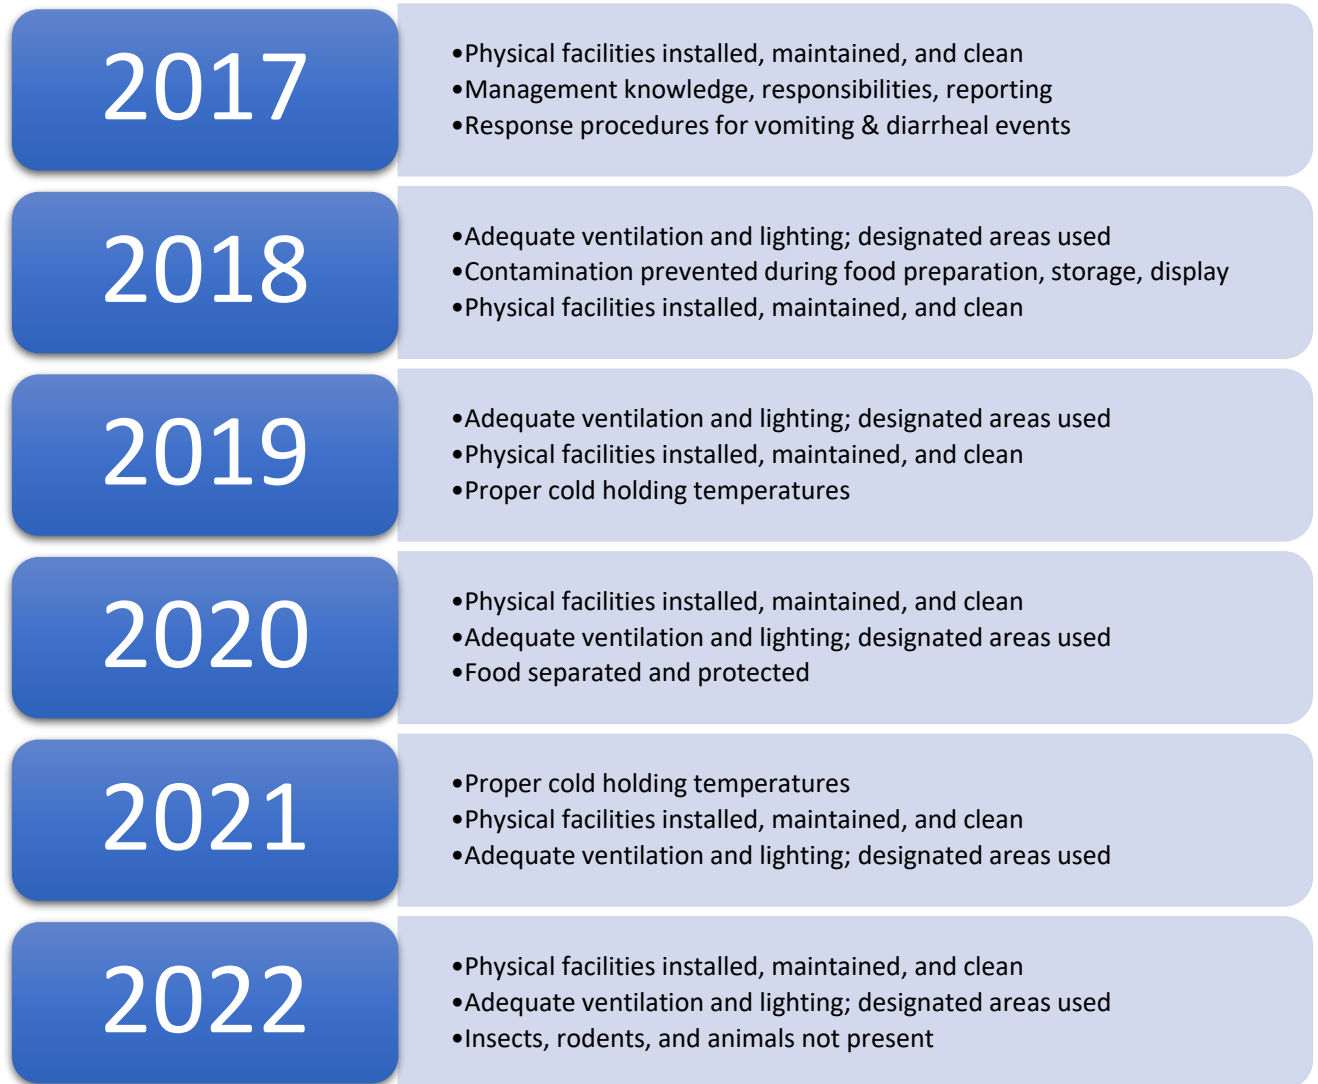 2017
•Physical facilities installed, maintained, and clean
•Management knowledge, responsibilities, reporting
•Response procedures for vomiting & diarrheal events
2018
•Adequate ventilation and lighting; designated areas used
•Contamination prevented during food preparation, storage, display
•Physical facilities installed, maintained, and clean
2019
•Adequate ventilation and lighting; designated areas used
•Physical facilities installed, maintained, and clean
•Proper cold holding temperatures
2020
•Physical facilities installed, maintained, and clean
•Adequate ventilation and lighting; designated areas used
•Food separated and protected
2021
•Proper cold holding temperatures
•Physical facilities installed, maintained, and clean
•Adequate ventilation and lighting; designated areas used
2022
•Physical facilities installed, maintained, and clean
•Adequate ventilation and lighting; designated areas used
•Insects, rodents, and animals not present